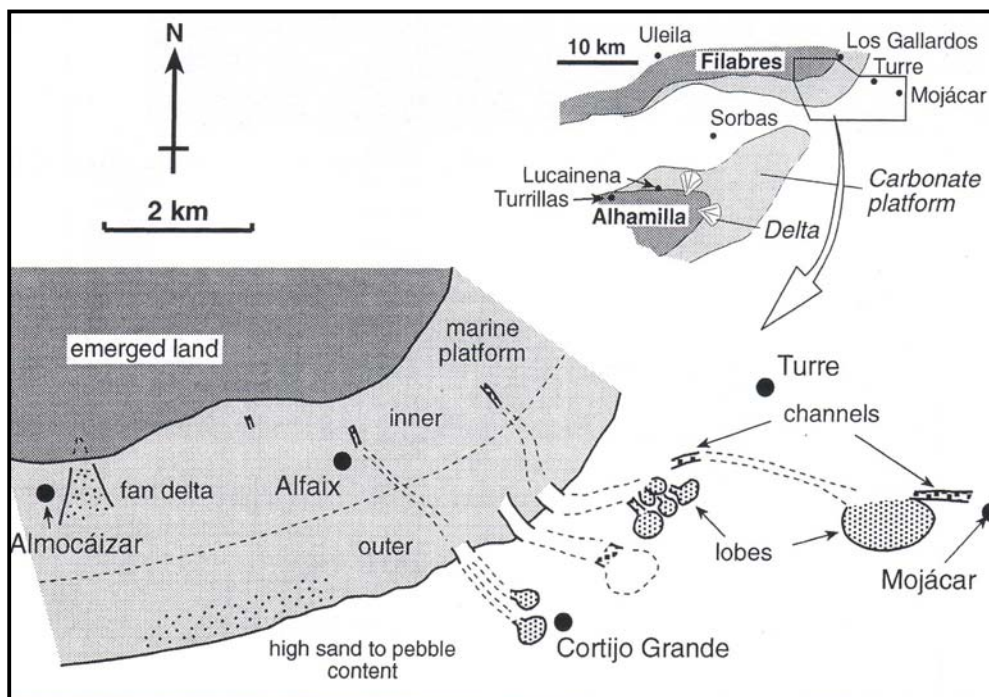 N
2 km
10 km
Uleila
Filabres
Los Gallardos
Turre
Mojácar
Sorbas
Lucainena
Turrillas
Alhamilla
Delta
Carbonate
platform
emerged land
marine
platform
inner
outer
fan delta
Almocáizar
Alfaix
Turre
channels
lobes
Mojácar
Cortijo Grande
high sand to pebble
content